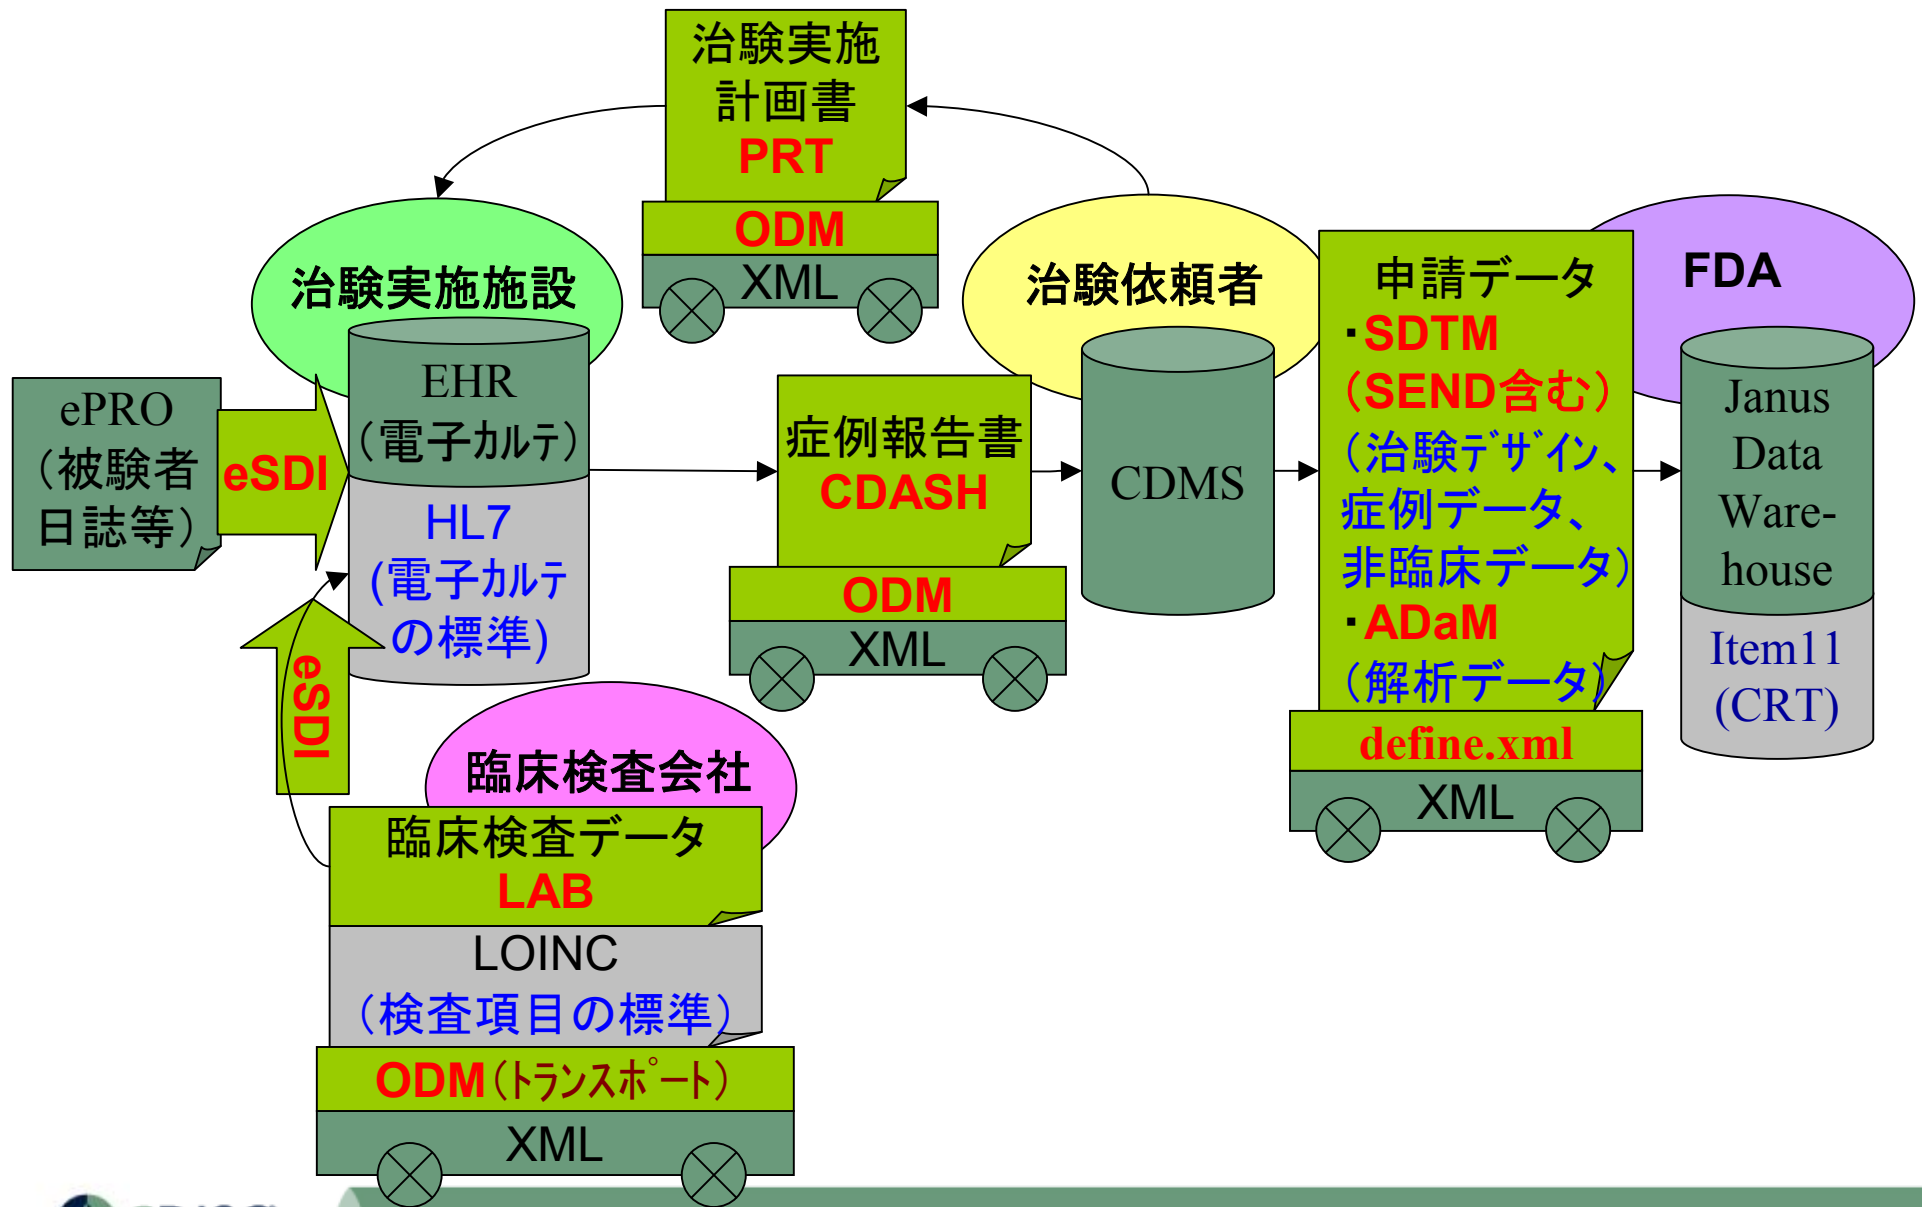 治験実施
計画書
PRT
ODM
XML
治験実施施設
EHR
（電子ｶﾙﾃ）
HL7
(電子ｶﾙﾃ
の標準)
ePRO
（被験者
日誌等）
eSDI
eSDI
症例報告書
CDASH
ODM
XML
治験依頼者
CDMS
申請データ
・SDTM
（SEND含む）
（治験ﾃﾞｻﾞｲﾝ、
症例データ、
非臨床データ）
・ADaM
（解析データ）
define.xml
XML
FDA
Janus
Data
Ware-
house
Item11
(CRT)
臨床検査会社
臨床検査データ
LAB
LOINC
（検査項目の標準）
ODM（ﾄﾗﾝｽﾎﾟｰﾄ）
XML